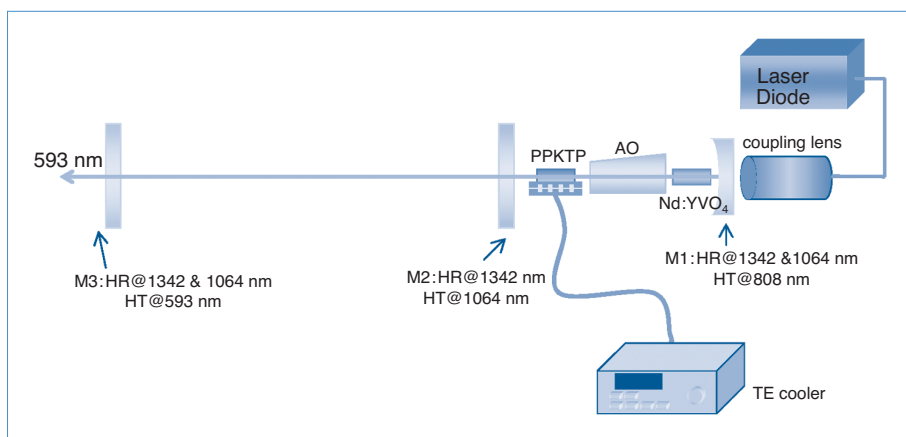 Laser
Diode
593 nm
PPKTP
AO
coupling lens
Nd:YVO₄
M3:HR@1342 & 1064 nm
HT@593 nm
M2:HR@1342 nm
HT@1064 nm
M1:HR@1342 &1064 nm
HT@808 nm
TE cooler